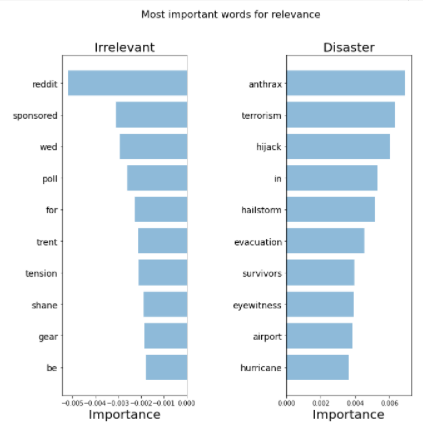 Most important words for relevance
Irrelevant
reddit
sponsored
wed
poll
for
trent
tension
shane
gear
be
−0.005−0.004−0.003−0.002−0.001 0.000
Importance
Disaster
anthrax
terrorism
hijack
in
hailstorm
evacuation
survivors
eyewitness
airport
hurricane
0.000 0.002 0.004 0.006
Importance